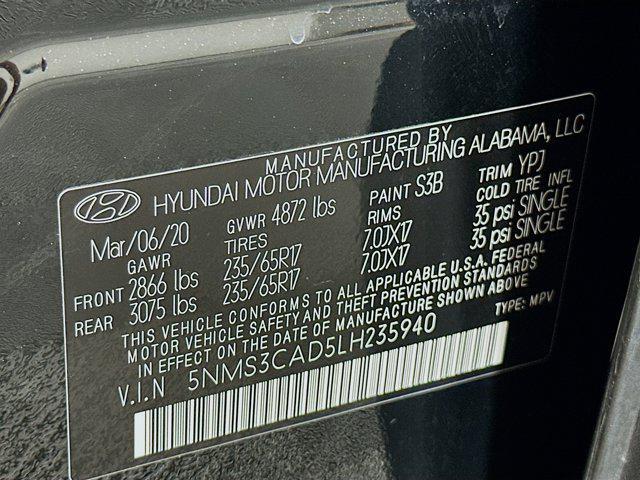 MANUFACTURED BY
HYUNDAI MOTOR MANUFACTURING ALABAMA, LLC
Mar/06/20 GVWR 4872 lbs PAINT S3B TRIM YPJ
GAWR TIRES RIMS COLD TIRE INFL
FRONT 2866 lbs 235/65R17 7.0JX17 35 psi SINGLE
REAR 3075 lbs 235/65R17 7.0JX17 35 psi SINGLE
THIS VEHICLE CONFORMS TO ALL APPLICABLE U.S.A. FEDERAL
MOTOR VEHICLE SAFETY AND THEFT PREVENTION STANDARDS
IN EFFECT ON THE DATE OF MANUFACTURE SHOWN ABOVE
V.I.N 5NMS3CAD5LH235940 TYPE: MPV